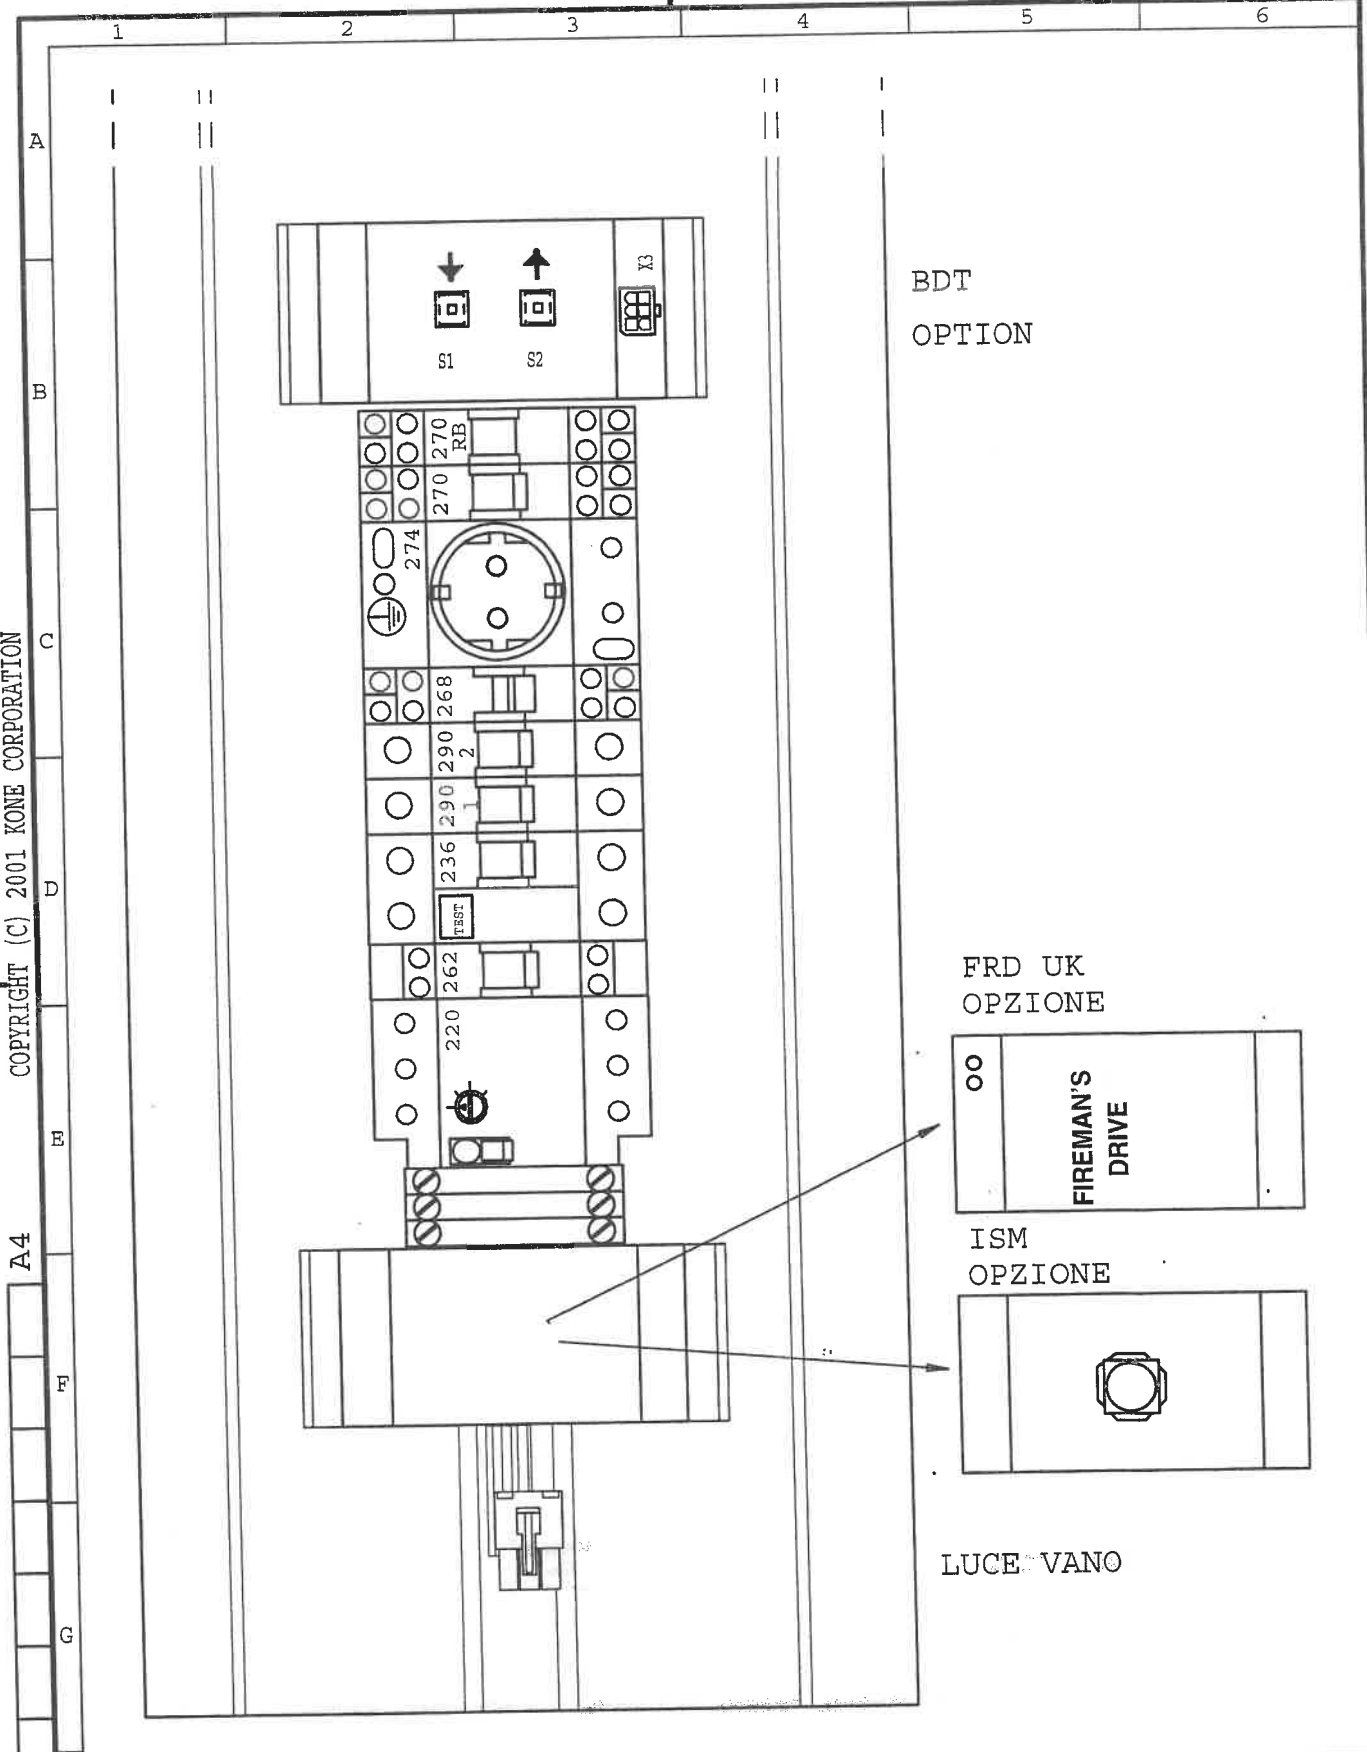 1 2 3 4 5 6
A
B
C
D
E
F
G
COPYRIGHT (C) 2001 KONE CORPORATION
A4
X3
S1
S2
BDT
OPTION
270
RB
270
274
268
290
2
290
1
236
TEST
262
220
FRD UK
OPZIONE
FIREMAN'S
DRIVE
ISM
OPZIONE
LUCE VANO